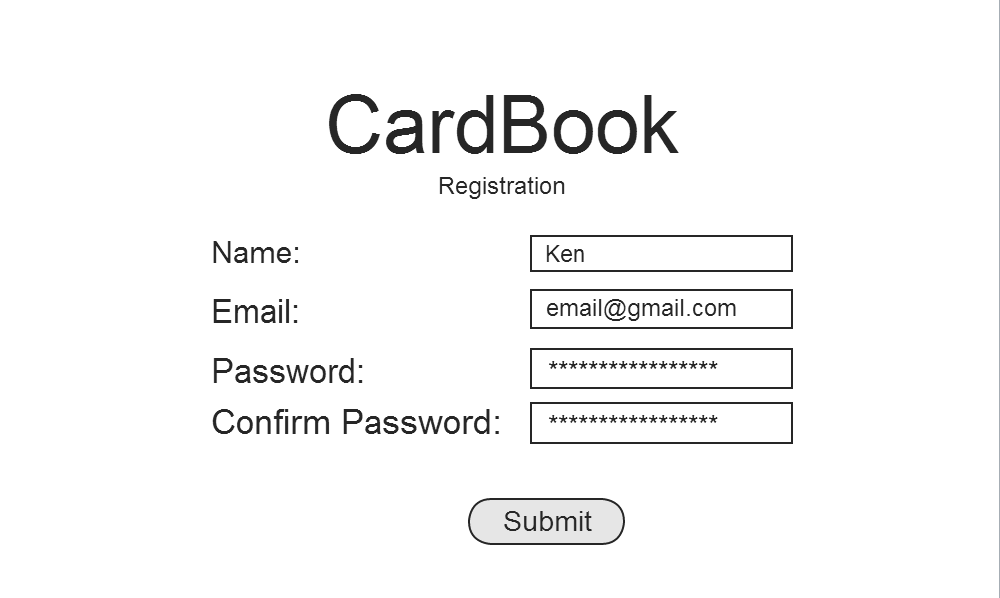 CardBook
Registration
Name: Ken
Email: email@gmail.com
Password: *****************
Confirm Password: *****************
Submit